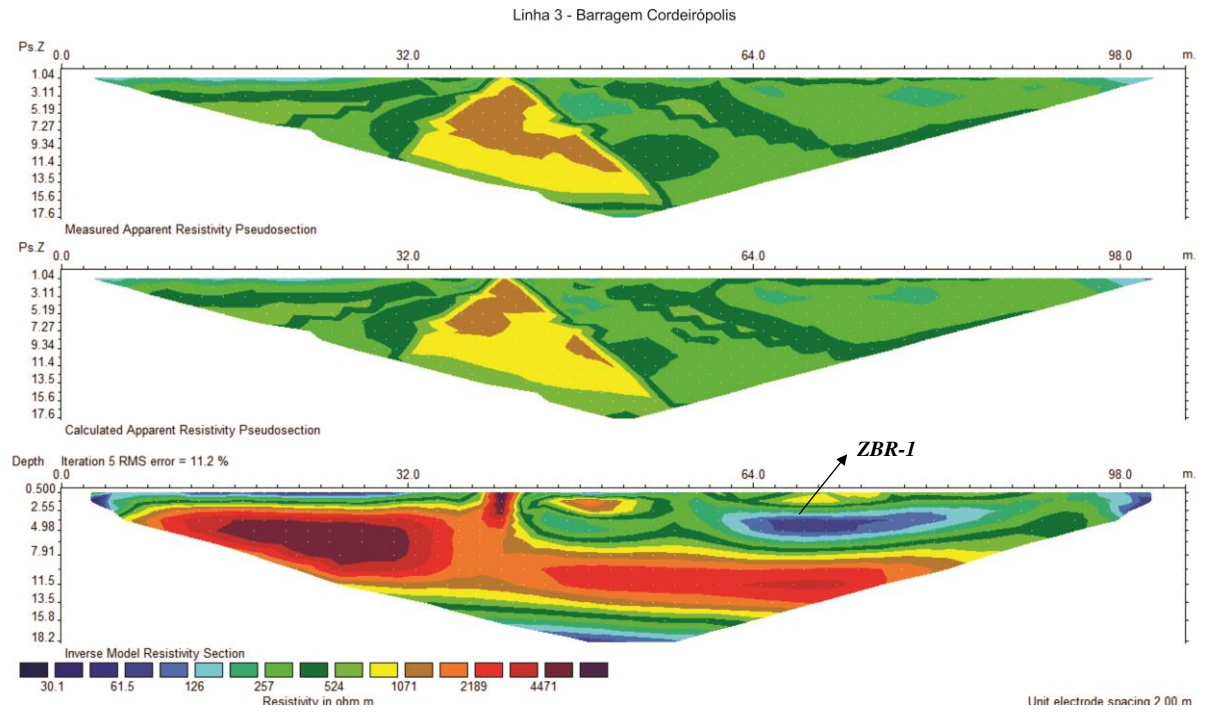 Linha 3 - Barragem Cordeirópolis
Ps.Z 0.0 32.0 64.0 98.0 m.
1.04
3.11
5.19
7.27
9.34
11.4
13.5
15.6
17.6
Measured Apparent Resistivity Pseudosection
Ps.Z 0.0 32.0 64.0 98.0 m.
1.04
3.11
5.19
7.27
9.34
11.4
13.5
15.6
17.6
Calculated Apparent Resistivity Pseudosection
ZBR-1
Depth Iteration 5 RMS error = 11.2 %
0.0 32.0 64.0 98.0 m.
0.500
2.55
4.98
7.91
11.5
13.5
15.8
18.2
Inverse Model Resistivity Section
30.1 61.5 126 257 524 1071 2189 4471
Resistivity in ohm.m
Unit electrode spacing 2.00 m.